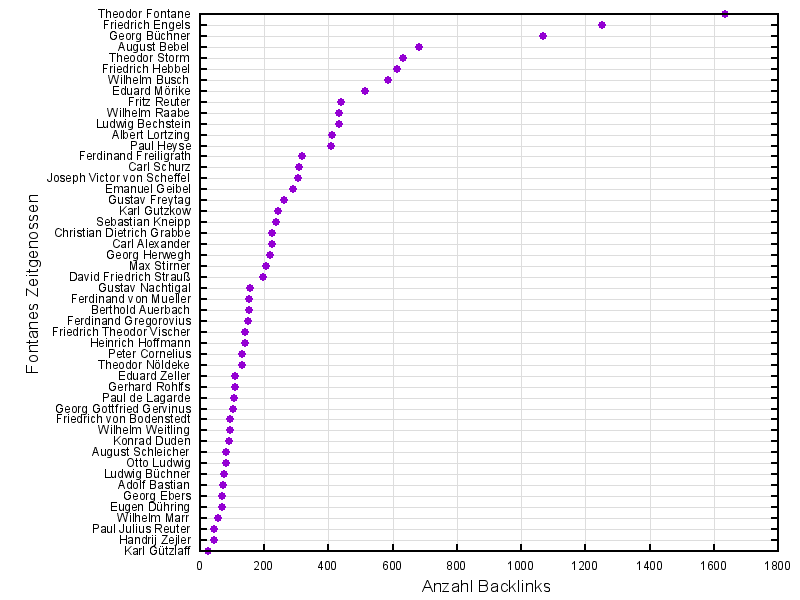 Theodor Fontane
Friedrich Engels
Georg Büchner
August Bebel
Theodor Storm
Friedrich Hebbel
Wilhelm Busch
Eduard Mörike
Fritz Reuter
Wilhelm Raabe
Ludwig Bechstein
Albert Lortzing
Paul Heyse
Ferdinand Freiligrath
Carl Schurz
Joseph Victor von Scheffel
Emanuel Geibel
Gustav Freytag
Karl Gutzkow
Sebastian Kneipp
Christian Dietrich Grabbe
Carl Alexander
Georg Herwegh
Max Stirner
David Friedrich Strauß
Gustav Nachtigal
Ferdinand von Mueller
Berthold Auerbach
Ferdinand Gregorovius
Friedrich Theodor Vischer
Heinrich Hoffmann
Peter Cornelius
Theodor Nöldeke
Eduard Zeller
Gerhard Rohlfs
Paul de Lagarde
Georg Gottfried Gervinus
Friedrich von Bodenstedt
Wilhelm Weitling
Konrad Duden
August Schleicher
Otto Ludwig
Ludwig Büchner
Adolf Bastian
Georg Ebers
Eugen Dühring
Wilhelm Marr
Paul Julius Reuter
Handrij Zejler
Karl Gützlaff
Fontanes Zeitgenossen
0 200 400 600 800 1000 1200 1400 1600 1800
Anzahl Backlinks